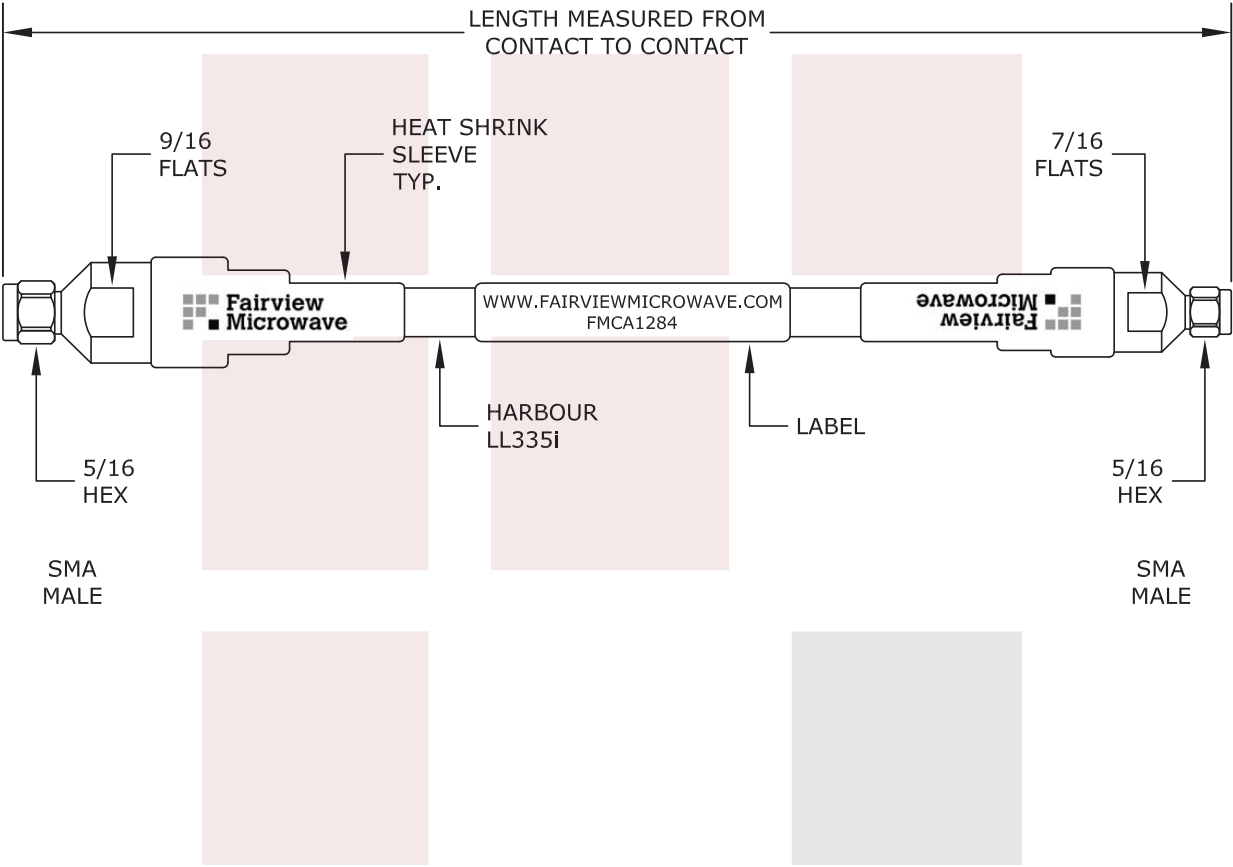 LENGTH MEASURED FROM
CONTACT TO CONTACT
9/16
FLATS
HEAT SHRINK
SLEEVE
TYP.
7/16
FLATS
Fairview
Microwave
WWW.FAIRVIEWMICROWAVE.COM
FMCA1284
Fairview
Microwave
HARBOUR
LL335i
LABEL
5/16
HEX
5/16
HEX
SMA
MALE
SMA
MALE